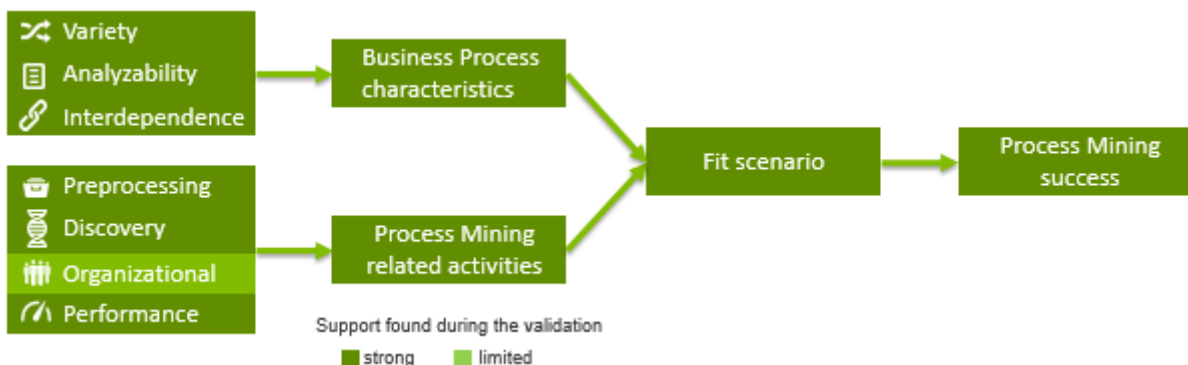 Variety
Analyzability
Interdependence
Business Process
characteristics
Preprocessing
Discovery
Organizational
Performance
Process Mining
related activities
Fit scenario
Process Mining
success
Support found during the validation
strong limited